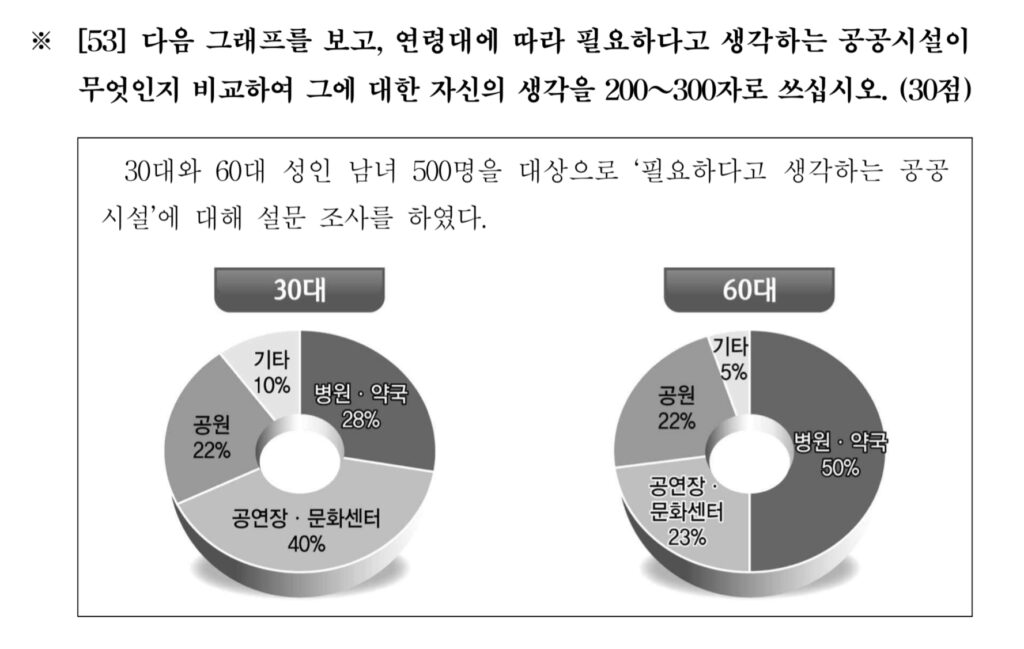 ※ [53] 다음 그래프를 보고, 연령대에 따라 필요하다고 생각하는 공공시설이
무엇인지 비교하여 그에 대한 자신의 생각을 200~300자로 쓰십시오. (30점)
30대와 60대 성인 남녀 500명을 대상으로 ‘필요하다고 생각하는 공공
시설’에 대해 설문 조사를 하였다.
30대
기타
10%
병원·약국
28%
공원
22%
공연장·문화센터
40%
60대
기타
5%
공원
22%
병원·약국
50%
공연장·
문화센터
23%